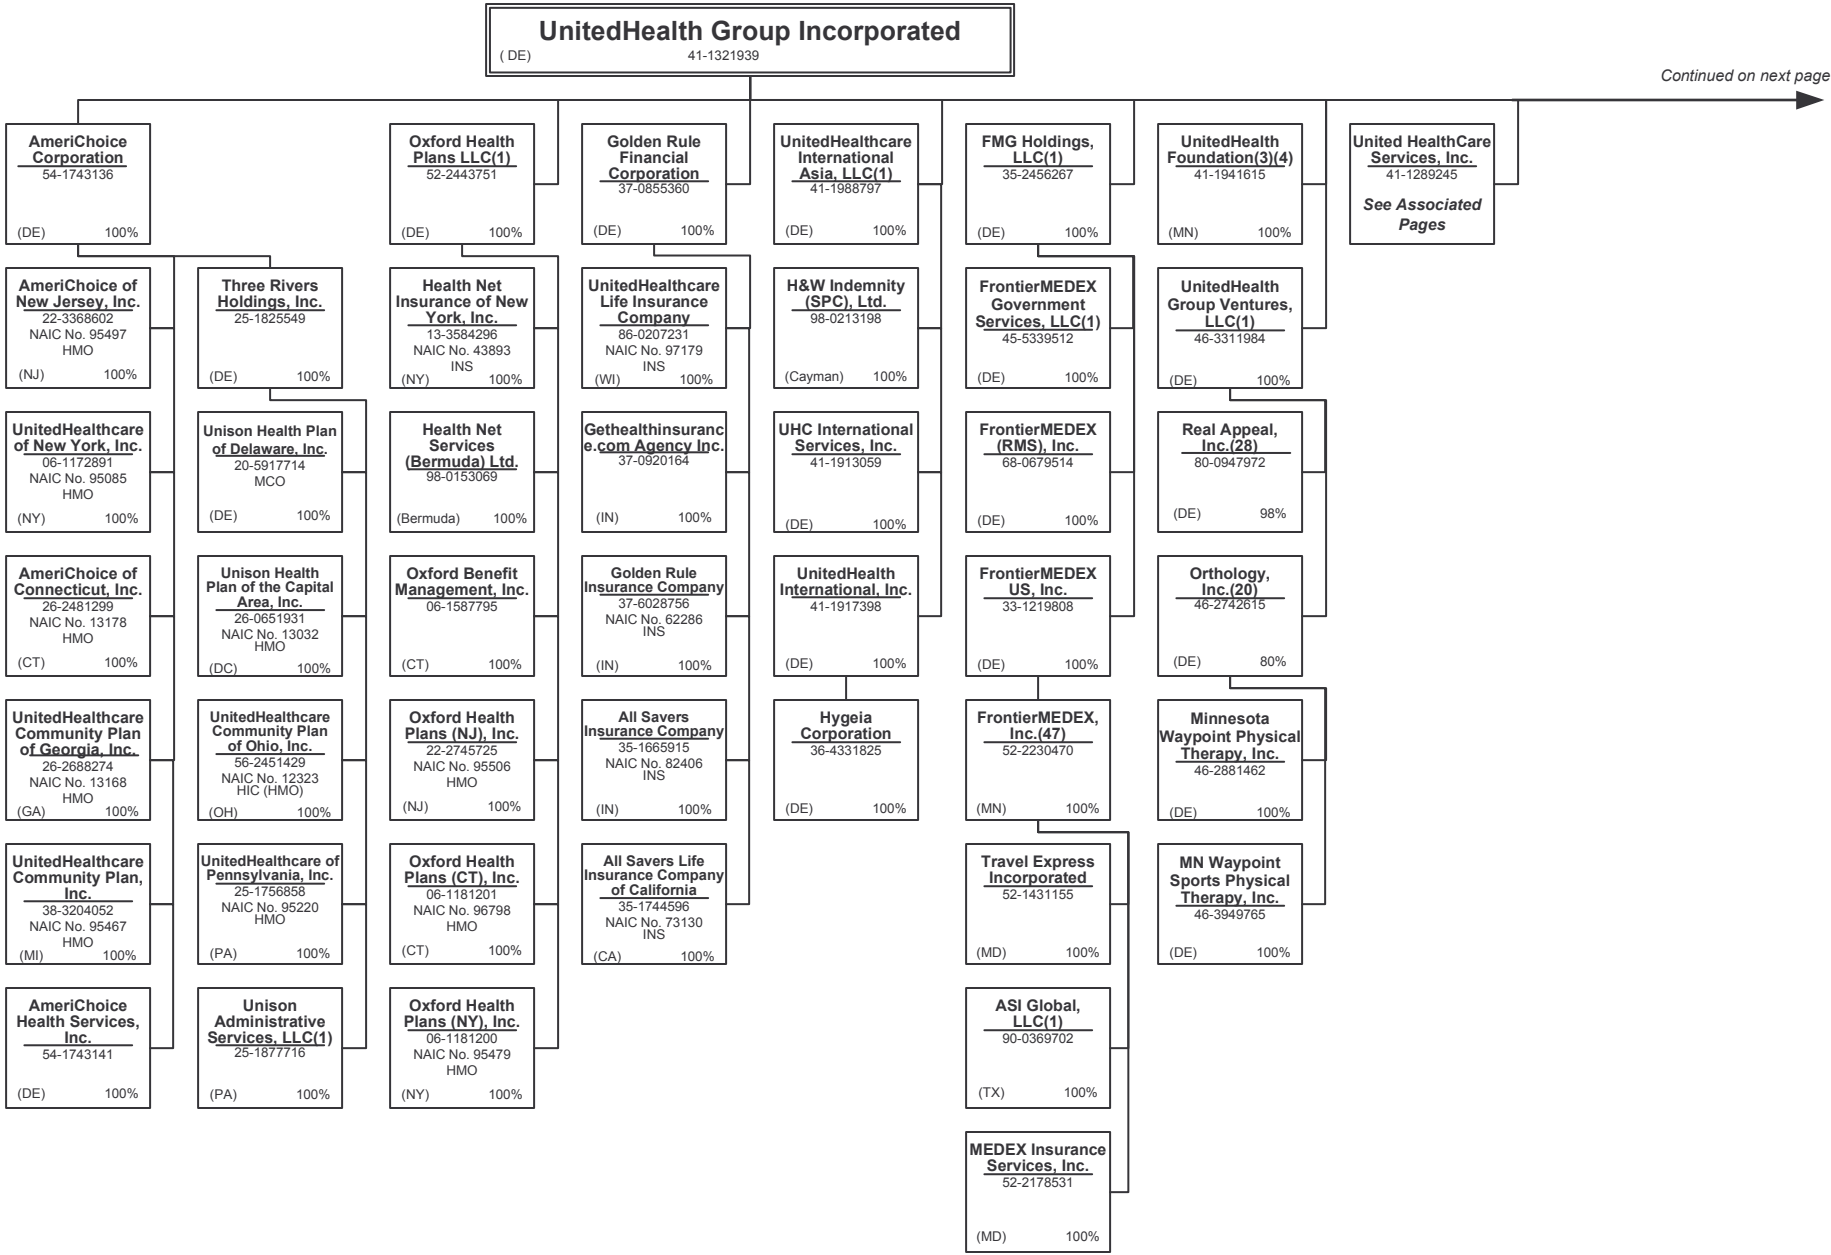 UnitedHealth Group Incorporated
( DE) 41-1321939
Continued on next page
AmeriChoice
Corporation
54-1743136
(DE) 100%
Oxford Health
Plans LLC(1)
52-2443751
(DE) 100%
Golden Rule
Financial
Corporation
37-0855360
(DE) 100%
UnitedHealthcare
International
Asia, LLC(1)
41-1988797
(DE) 100%
FMG Holdings,
LLC(1)
35-2456267
(DE) 100%
UnitedHealth
Foundation(3)(4)
41-1941615
(MN) 100%
United HealthCare
Services, Inc.
41-1289245
See Associated
Pages
AmeriChoice of
New Jersey, Inc.
22-3368602
NAIC No. 95497
HMO
(NJ) 100%
Three Rivers
Holdings, Inc.
25-1825549
(DE) 100%
Health Net
Insurance of New
York, Inc.
13-3584296
NAIC No. 43893
INS
(NY) 100%
UnitedHealthcare
Life Insurance
Company
86-0207231
NAIC No. 97179
INS
(WI) 100%
H&W Indemnity
(SPC), Ltd.
98-0213198
(Cayman) 100%
FrontierMEDEX
Government
Services, LLC(1)
45-5339512
(DE) 100%
UnitedHealth
Group Ventures,
LLC(1)
46-3311984
(DE) 100%
UnitedHealthcare
of New York, Inc.
06-1172891
NAIC No. 95085
HMO
(NY) 100%
Unison Health Plan
of Delaware, Inc.
20-5917714
MCO
(DE) 100%
Health Net
Services
(Bermuda) Ltd.
98-0153069
(Bermuda) 100%
Gethealthinsuranc
e.com Agency Inc.
37-0920164
(IN) 100%
UHC International
Services, Inc.
41-1913059
(DE) 100%
FrontierMEDEX
(RMS), Inc.
68-0679514
(DE) 100%
Real Appeal,
Inc.(28)
80-0947972
(DE) 98%
AmeriChoice of
Connecticut, Inc.
26-2481299
NAIC No. 13178
HMO
(CT) 100%
Unison Health
Plan of the Capital
Area, Inc.
26-0651931
NAIC No. 13032
HMO
(DC) 100%
Oxford Benefit
Management, Inc.
06-1587795
(CT) 100%
Golden Rule
Insurance Company
37-6028756
NAIC No. 62286
INS
(IN) 100%
UnitedHealth
International, Inc.
41-1917398
(DE) 100%
FrontierMEDEX
US, Inc.
33-1219808
(DE) 100%
Orthology,
Inc.(20)
46-2742615
(DE) 80%
UnitedHealthcare
Community Plan
of Georgia, Inc.
26-2688274
NAIC No. 13168
HMO
(GA) 100%
UnitedHealthcare
Community Plan
of Ohio, Inc.
56-2451429
NAIC No. 12323
HIC (HMO)
(OH) 100%
Oxford Health
Plans (NJ), Inc.
22-2745725
NAIC No. 95506
HMO
(NJ) 100%
All Savers
Insurance Company
35-1665915
NAIC No. 82406
INS
(IN) 100%
Hygeia
Corporation
36-4331825
(DE) 100%
FrontierMEDEX,
Inc.(47)
52-2230470
(MN) 100%
Minnesota
Waypoint Physical
Therapy, Inc.
46-2881462
(DE) 100%
UnitedHealthcare
Community Plan,
Inc.
38-3204052
NAIC No. 95467
HMO
(MI) 100%
UnitedHealthcare of
Pennsylvania, Inc.
25-1756858
NAIC No. 95220
HMO
(PA) 100%
Oxford Health
Plans (CT), Inc.
06-1181201
NAIC No. 96798
HMO
(CT) 100%
All Savers Life
Insurance Company
of California
35-1744596
NAIC No. 73130
INS
(CA) 100%
Travel Express
Incorporated
52-1431155
(MD) 100%
MN Waypoint
Sports Physical
Therapy, Inc.
46-3949765
(DE) 100%
AmeriChoice
Health Services,
Inc.
54-1743141
(DE) 100%
Unison
Administrative
Services, LLC(1)
25-1877716
(PA) 100%
Oxford Health
Plans (NY), Inc.
06-1181200
NAIC No. 95479
HMO
(NY) 100%
ASI Global,
LLC(1)
90-0369702
(TX) 100%
MEDEX Insurance
Services, Inc.
52-2178531
(MD) 100%